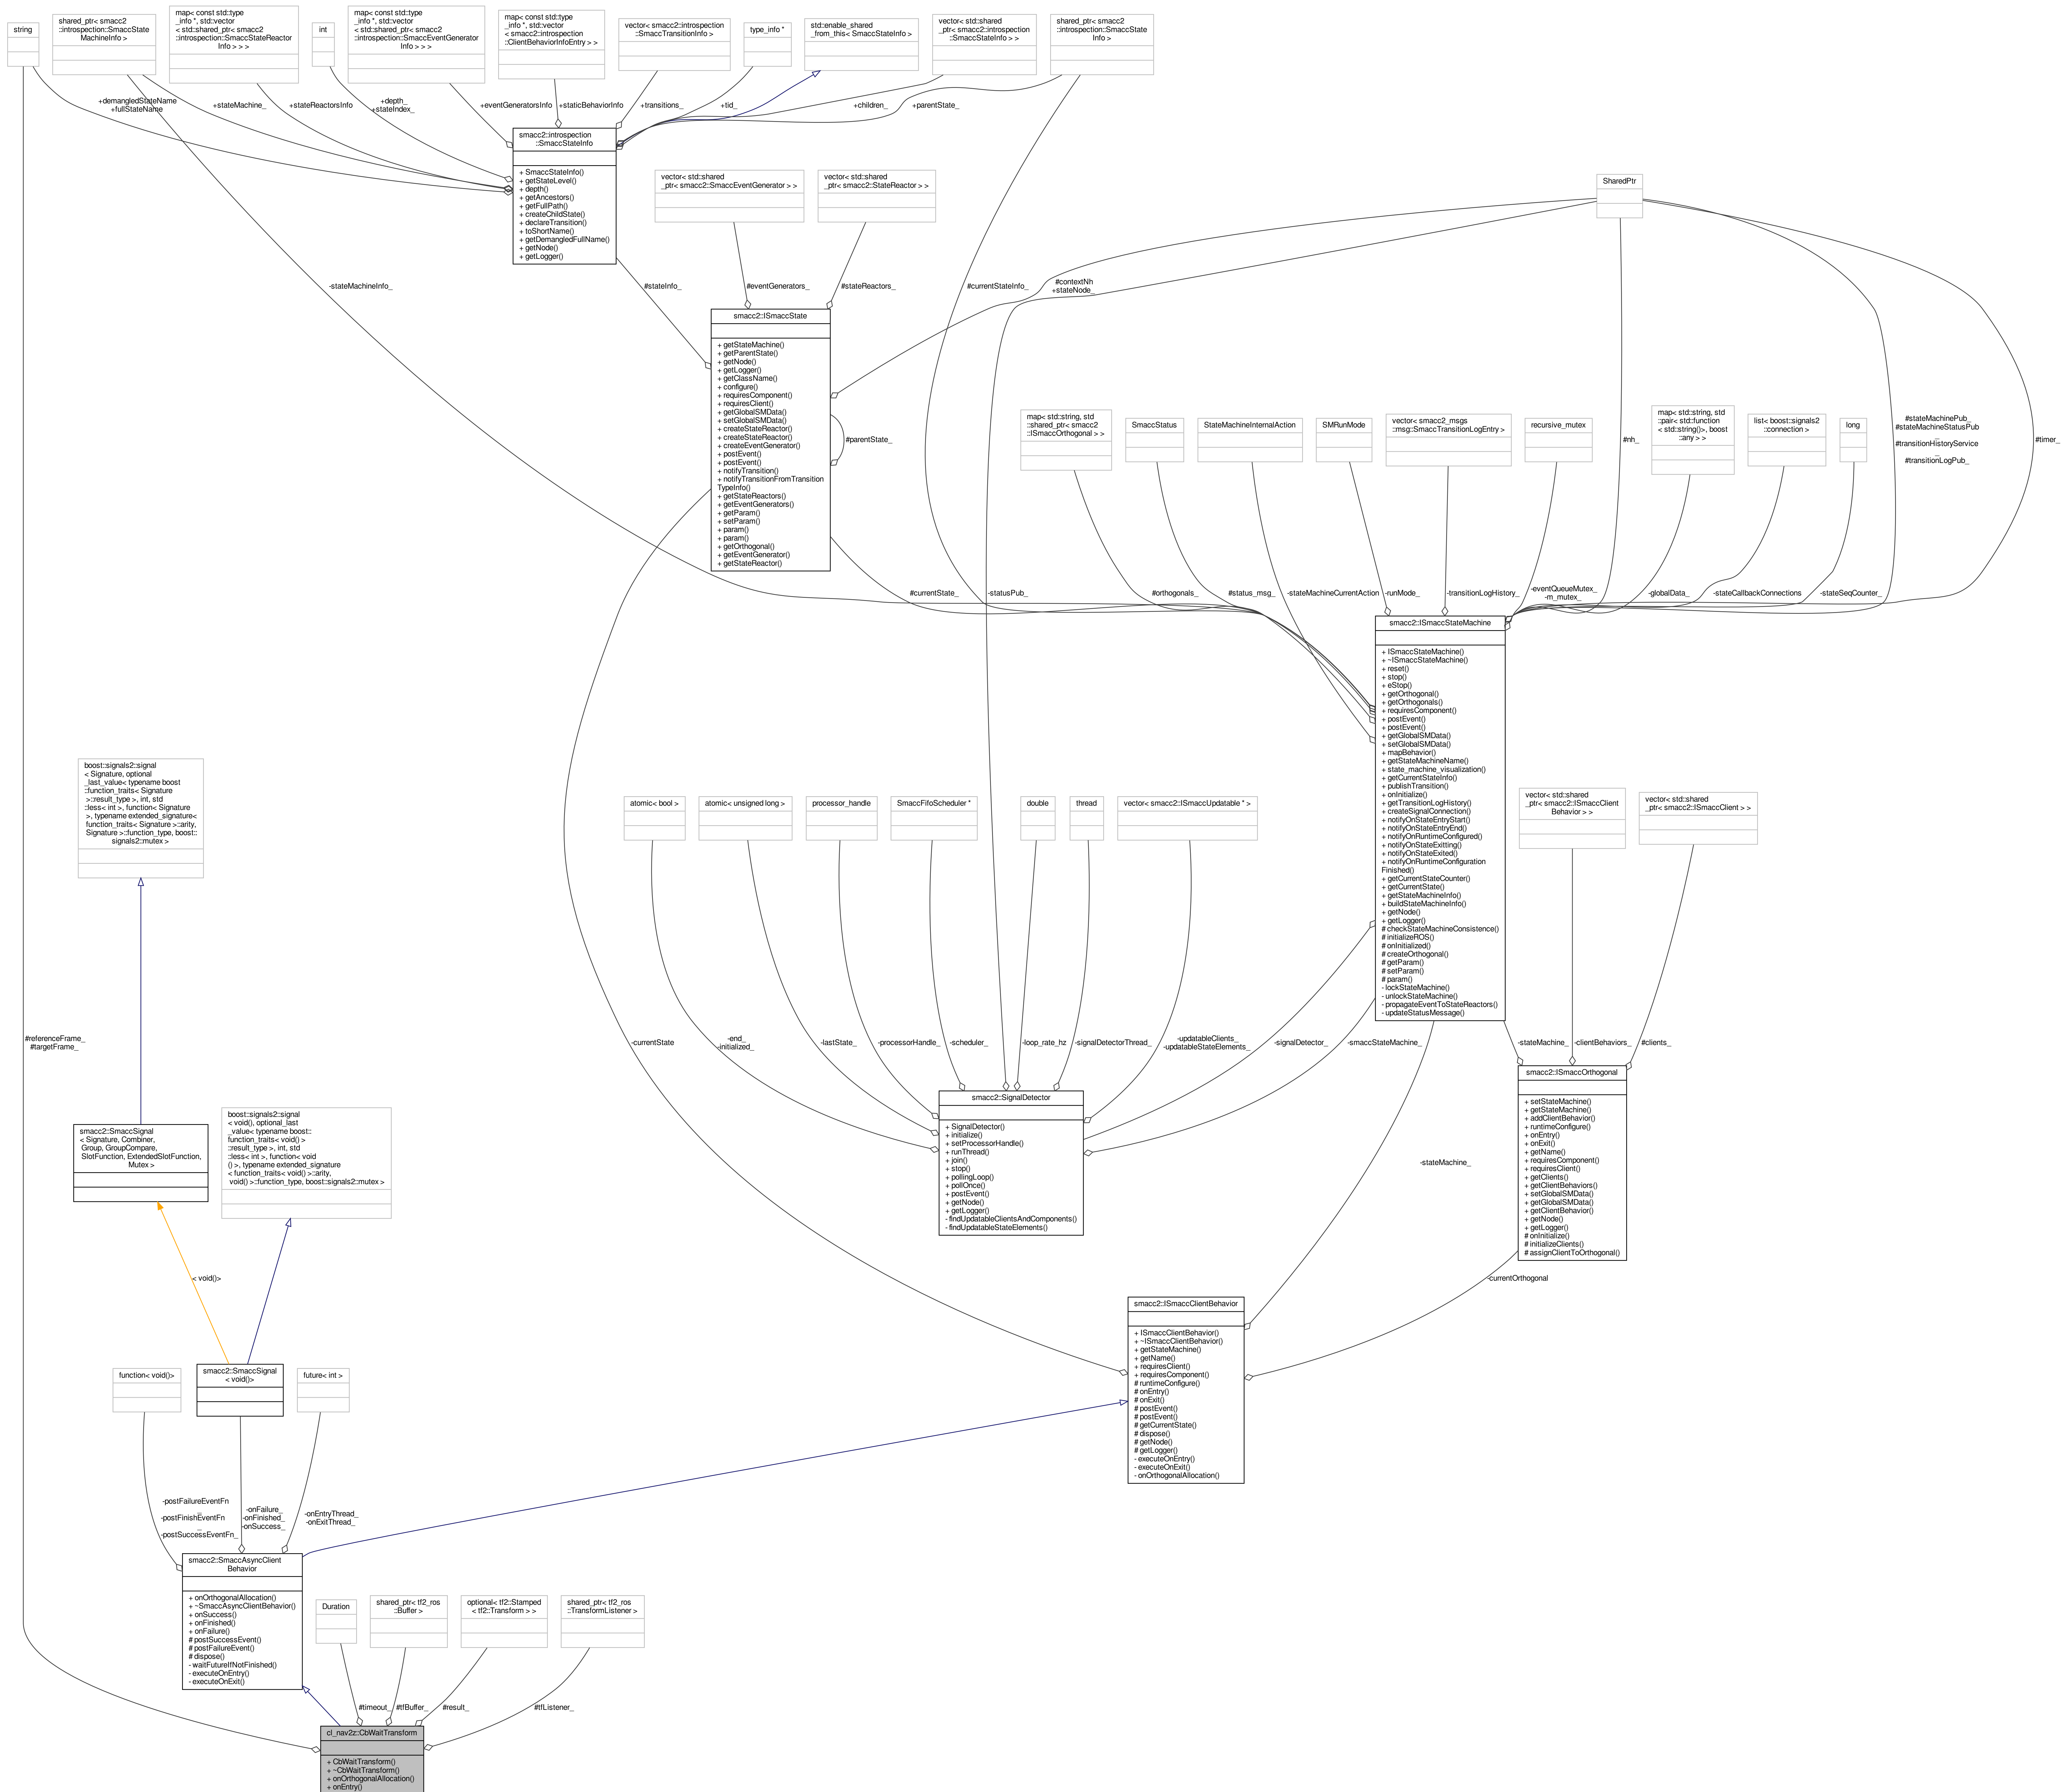 string
shared_ptr< smacc2
::introspection::SmaccState
MachineInfo >
map< const std::type
_info *, std::vector
< std::shared_ptr< smacc2
::introspection::SmaccStateReactor
Info > > >
int
map< const std::type
_info *, std::vector
< std::shared_ptr< smacc2
::introspection::SmaccEventGenerator
Info > > >
map< const std::type
_info *, std::vector
< smacc2::introspection
::ClientBehaviorInfoEntry > >
vector< smacc2::introspection
::SmaccTransitionInfo >
type_info *
std::enable_shared
_from_this< SmaccStateInfo >
vector< std::shared
_ptr< smacc2::introspection
::SmaccStateInfo > >
shared_ptr< smacc2
::introspection::SmaccState
Info >
+demangledStateName
+fullStateName
+stateMachine_
+stateReactorsInfo
+depth_
+stateIndex_
+eventGeneratorsInfo
+staticBehaviorInfo
+transitions_
+tid_
+children_
+parentState_
smacc2::introspection
::SmaccStateInfo
+ SmaccStateInfo()
+ getStateLevel()
+ depth()
+ getAncestors()
+ getFullPath()
+ createChildState()
+ declareTransition()
+ toShortName()
+ getDemangledFullName()
+ getNode()
+ getLogger()
vector< std::shared
_ptr< smacc2::SmaccEventGenerator > >
vector< std::shared
_ptr< smacc2::StateReactor > >
SharedPtr
-stateMachineInfo_
#stateInfo_
#eventGenerators_
#stateReactors_
#currentStateInfo_
#contextNh
+stateNode_
smacc2::ISmaccState
+ getStateMachine()
+ getParentState()
+ getNode()
+ getLogger()
+ getClassName()
+ configure()
+ requiresComponent()
+ requiresClient()
+ getGlobalSMData()
+ setGlobalSMData()
+ createStateReactor()
+ createStateReactor()
+ createEventGenerator()
+ postEvent()
+ postEvent()
+ notifyTransition()
+ notifyTransitionFromTransition
TypeInfo()
+ getStateReactors()
+ getEventGenerators()
+ getParam()
+ setParam()
+ param()
+ param()
+ getOrthogonal()
+ getEventGenerator()
+ getStateReactor()
#parentState_
map< std::string, std
::shared_ptr< smacc2
::ISmaccOrthogonal > >
SmaccStatus
StateMachineInternalAction
SMRunMode
vector< smacc2_msgs
::msg::SmaccTransitionLogEntry >
recursive_mutex
#nh_
map< std::string, std
::pair< std::function
< std::string()>, boost
::any > >
list< boost::signals2
::connection >
long
#stateMachinePub_
#stateMachineStatusPub
_
#transitionHistoryService
_
#transitionLogPub_
#timer_
#currentState_
-statusPub_
#orthogonals_
#status_msg_
-stateMachineCurrentAction
-runMode_
-transitionLogHistory_
-eventQueueMutex_
-m_mutex_
-globalData_
-stateCallbackConnections
-stateSeqCounter_
smacc2::ISmaccStateMachine
+ ISmaccStateMachine()
+ ~ISmaccStateMachine()
+ reset()
+ stop()
+ eStop()
+ getOrthogonal()
+ getOrthogonals()
+ requiresComponent()
+ postEvent()
+ postEvent()
+ getGlobalSMData()
+ setGlobalSMData()
+ mapBehavior()
+ getStateMachineName()
+ state_machine_visualization()
+ getCurrentStateInfo()
+ publishTransition()
+ onInitialize()
+ getTransitionLogHistory()
+ createSignalConnection()
+ notifyOnStateEntryStart()
+ notifyOnStateEntryEnd()
+ notifyOnRuntimeConfigured()
+ notifyOnStateExitting()
+ notifyOnStateExited()
+ notifyOnRuntimeConfiguration
Finished()
+ getCurrentStateCounter()
+ getCurrentState()
+ getStateMachineInfo()
+ buildStateMachineInfo()
+ getNode()
+ getLogger()
# checkStateMachineConsistence()
# initializeROS()
# onInitialized()
# createOrthogonal()
# getParam()
# setParam()
# param()
- lockStateMachine()
- unlockStateMachine()
- propagateEventToStateReactors()
- updateStatusMessage()
boost::signals2::signal
< Signature, optional
_last_value< typename boost
::function_traits< Signature
>::result_type >, int, std
::less< int >, function< Signature
>, typename extended_signature<
function_traits< Signature >::arity,
Signature >::function_type, boost::
signals2::mutex >
atomic< bool >
atomic< unsigned long >
processor_handle
SmaccFifoScheduler *
double
thread
vector< smacc2::ISmaccUpdatable * >
vector< std::shared
_ptr< smacc2::ISmaccClient
Behavior > >
vector< std::shared
_ptr< smacc2::ISmaccClient > >
#referenceFrame_
#targetFrame_
-currentState
-end_
-initialized_
-lastState_
-processorHandle_
-scheduler_
-loop_rate_hz
-signalDetectorThread_
-updatableClients_
-updatableStateElements_
-signalDetector_
-smaccStateMachine_
-stateMachine_
-clientBehaviors_
#clients_
smacc2::SignalDetector
+ SignalDetector()
+ initialize()
+ setProcessorHandle()
+ runThread()
+ join()
+ stop()
+ pollingLoop()
+ pollOnce()
+ postEvent()
+ getNode()
+ getLogger()
- findUpdatableClientsAndComponents()
- findUpdatableStateElements()
smacc2::ISmaccOrthogonal
+ setStateMachine()
+ getStateMachine()
+ addClientBehavior()
+ runtimeConfigure()
+ onEntry()
+ onExit()
+ getName()
+ requiresComponent()
+ requiresClient()
+ getClients()
+ getClientBehaviors()
+ setGlobalSMData()
+ getGlobalSMData()
+ getClientBehavior()
+ getNode()
+ getLogger()
# onInitialize()
# initializeClients()
# assignClientToOrthogonal()
smacc2::SmaccSignal
< Signature, Combiner,
Group, GroupCompare,
SlotFunction, ExtendedSlotFunction,
Mutex >
boost::signals2::signal
< void(), optional_last
_value< typename boost::
function_traits< void() >
::result_type >, int, std
::less< int >, function< void
() >, typename extended_signature
< function_traits< void() >::arity,
void() >::function_type, boost::signals2::mutex >
-stateMachine_
< void()>
-currentOrthogonal
smacc2::ISmaccClientBehavior
+ ISmaccClientBehavior()
+ ~ISmaccClientBehavior()
+ getStateMachine()
+ getName()
+ requiresClient()
+ requiresComponent()
# runtimeConfigure()
# onEntry()
# onExit()
# postEvent()
# postEvent()
# getCurrentState()
# dispose()
# getNode()
# getLogger()
- executeOnEntry()
- executeOnExit()
- onOrthogonalAllocation()
function< void()>
smacc2::SmaccSignal
< void()>
future< int >
-postFailureEventFn
_
-postFinishEventFn
_
-postSuccessEventFn_
-onFailure_
-onFinished_
-onSuccess_
-onEntryThread_
-onExitThread_
smacc2::SmaccAsyncClient
Behavior
+ onOrthogonalAllocation()
+ ~SmaccAsyncClientBehavior()
+ onSuccess()
+ onFinished()
+ onFailure()
# postSuccessEvent()
# postFailureEvent()
# dispose()
- waitFutureIfNotFinished()
- executeOnEntry()
- executeOnExit()
Duration
shared_ptr< tf2_ros
::Buffer >
optional< tf2::Stamped
< tf2::Transform > >
shared_ptr< tf2_ros
::TransformListener >
#timeout_
#tfBuffer_
#result_
#tfListener_
cl_nav2z::CbWaitTransform
+ CbWaitTransform()
+ ~CbWaitTransform()
+ onOrthogonalAllocation()
+ onEntry()